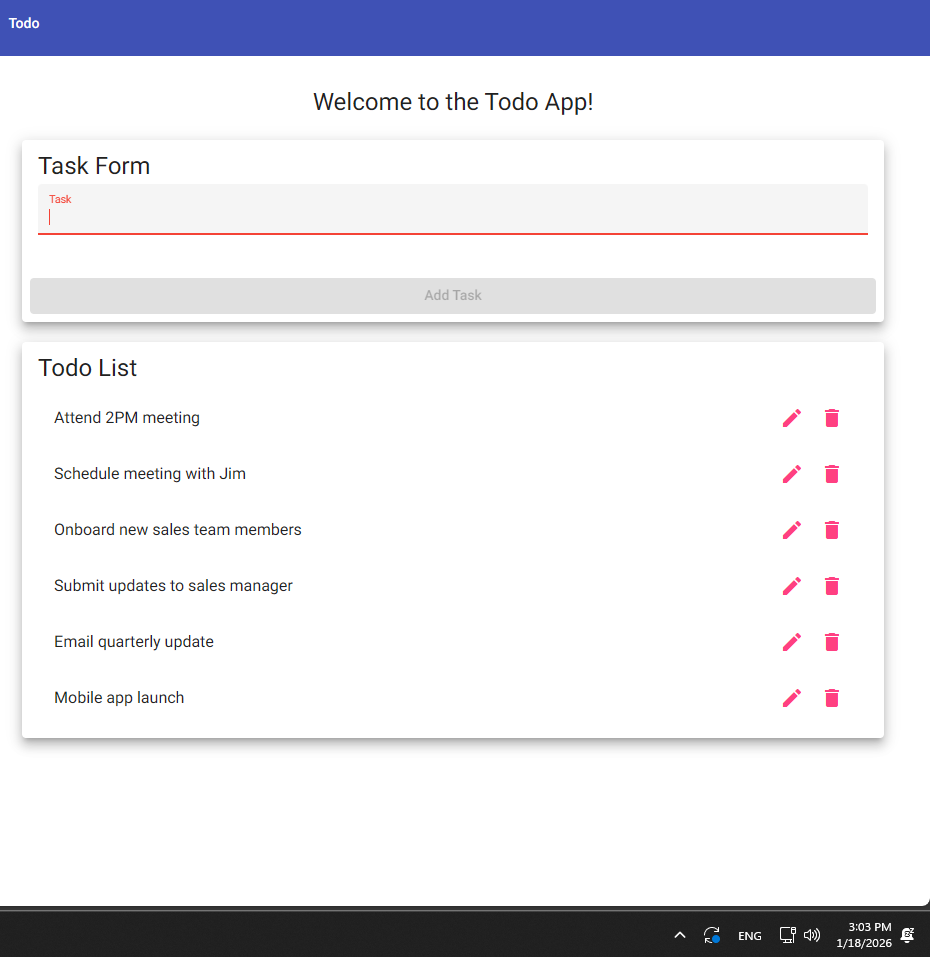 Todo
Welcome to the Todo App!
Task Form
Task
Add Task
Todo List
Attend 2PM meeting
Schedule meeting with Jim
Onboard new sales team members
Submit updates to sales manager
Email quarterly update
Mobile app launch
ENG
3:03 PM
1/18/2026